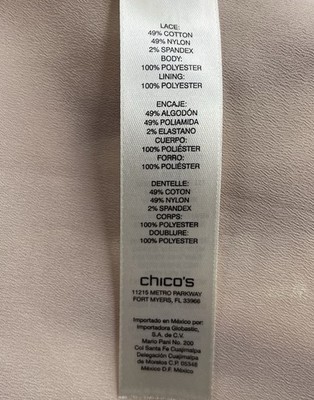 LACE:
49% COTTON
49% NYLON
2% SPANDEX
BODY:
100% POLYESTER
LINING:
100% POLYESTER
ENCAJE:
49% ALGODÓN
49% POLIAMIDA
2% ELASTANO
CUERPO:
100% POLIÉSTER
FORRO:
100% POLIÉSTER
DENTELLE:
49% COTON
49% NYLON
2% SPANDEX
CORPS:
100% POLYESTER
DOUBLURE:
100% POLYESTER
chico's
11215 METRO PARKWAY
FORT MYERS, FL 33966
Importado en México por:
Importadora Globastin,
S.A. de C.V.
Mario Pani No. 200
Col Santa Fe Cuajimalpa
Delegación Cuajimalpa
de Morelos C.P. 05348
México D.F. México